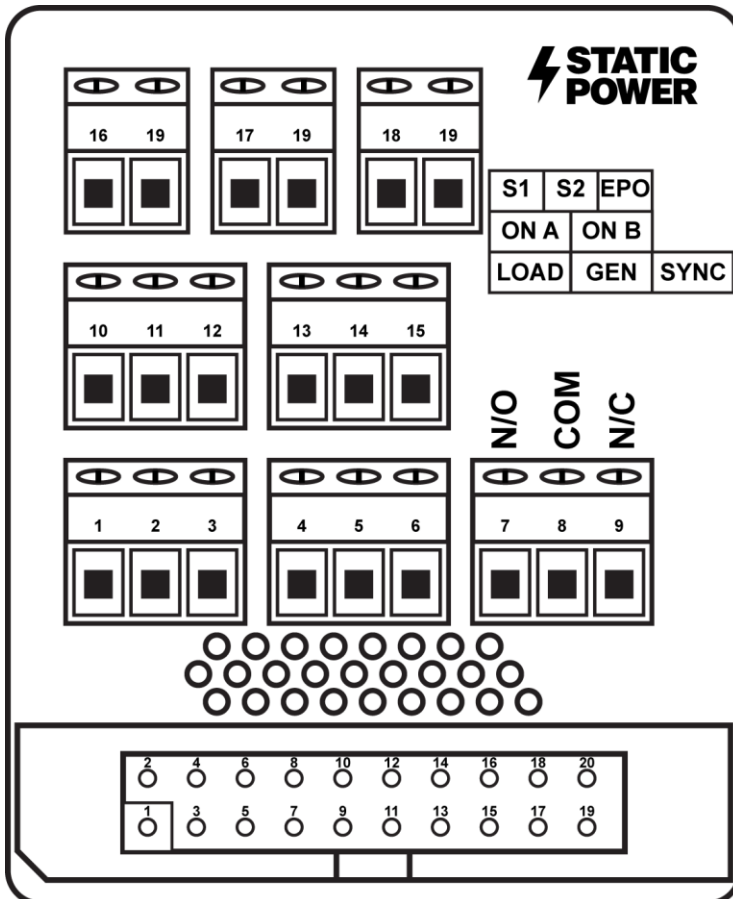 STATIC
POWER
16 19 17 19 18 19
S1 S2 EPO
ON A ON B
LOAD GEN SYNC
10 11 12 13 14 15
N/O COM N/C
1 2 3 4 5 6 7 8 9
2 4 6 8 10 12 14 16 18 20
1 3 5 7 9 11 13 15 17 19